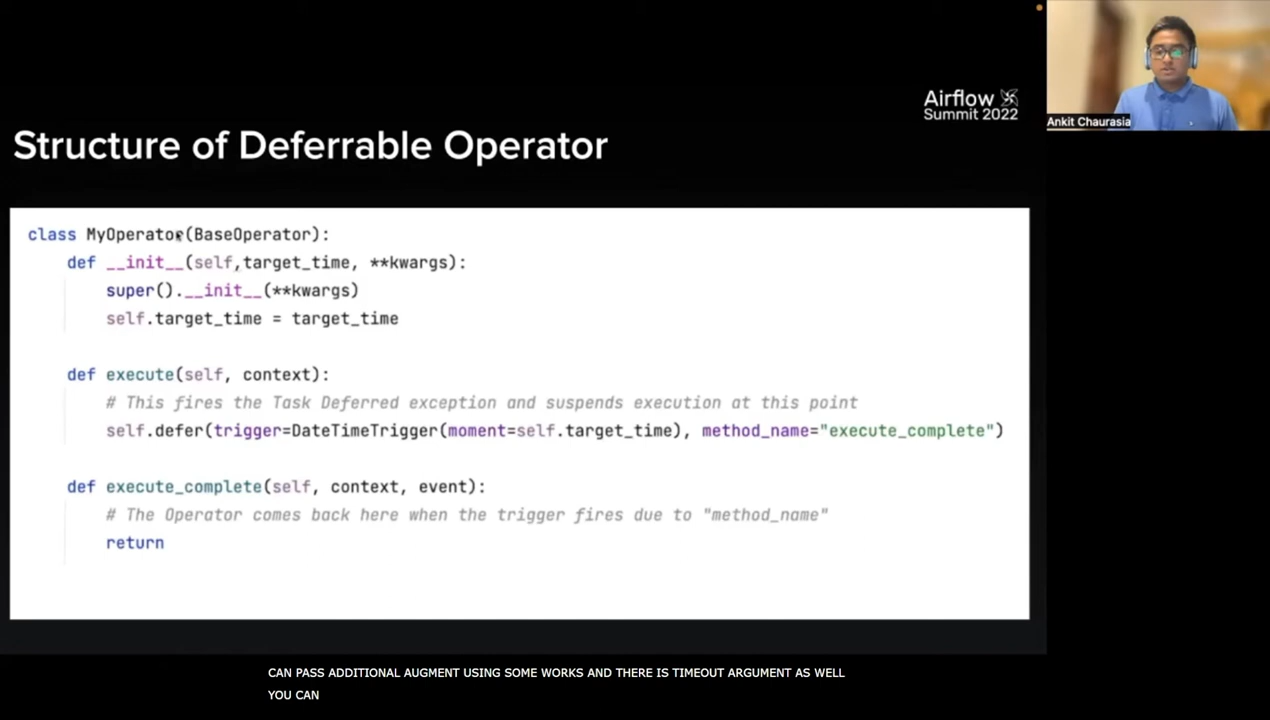 Airflow
Summit 2022
Ankit Chaurasia
Structure of Deferrable Operator
class MyOperator(BaseOperator):
def __init__(self,target_time, **kwargs):
super().__init__(**kwargs)
self.target_time = target_time
def execute(self, context):
# This fires the Task Deferred exception and suspends execution at this point
self.defer(trigger=DateTimeTrigger(moment=self.target_time), method_name="execute_complete")
def execute_complete(self, context, event):
# The Operator comes back here when the trigger fires due to "method_name"
return
CAN PASS ADDITIONAL AUGMENT USING SOME WORKS AND THERE IS TIMEOUT ARGUMENT AS WELL
YOU CAN